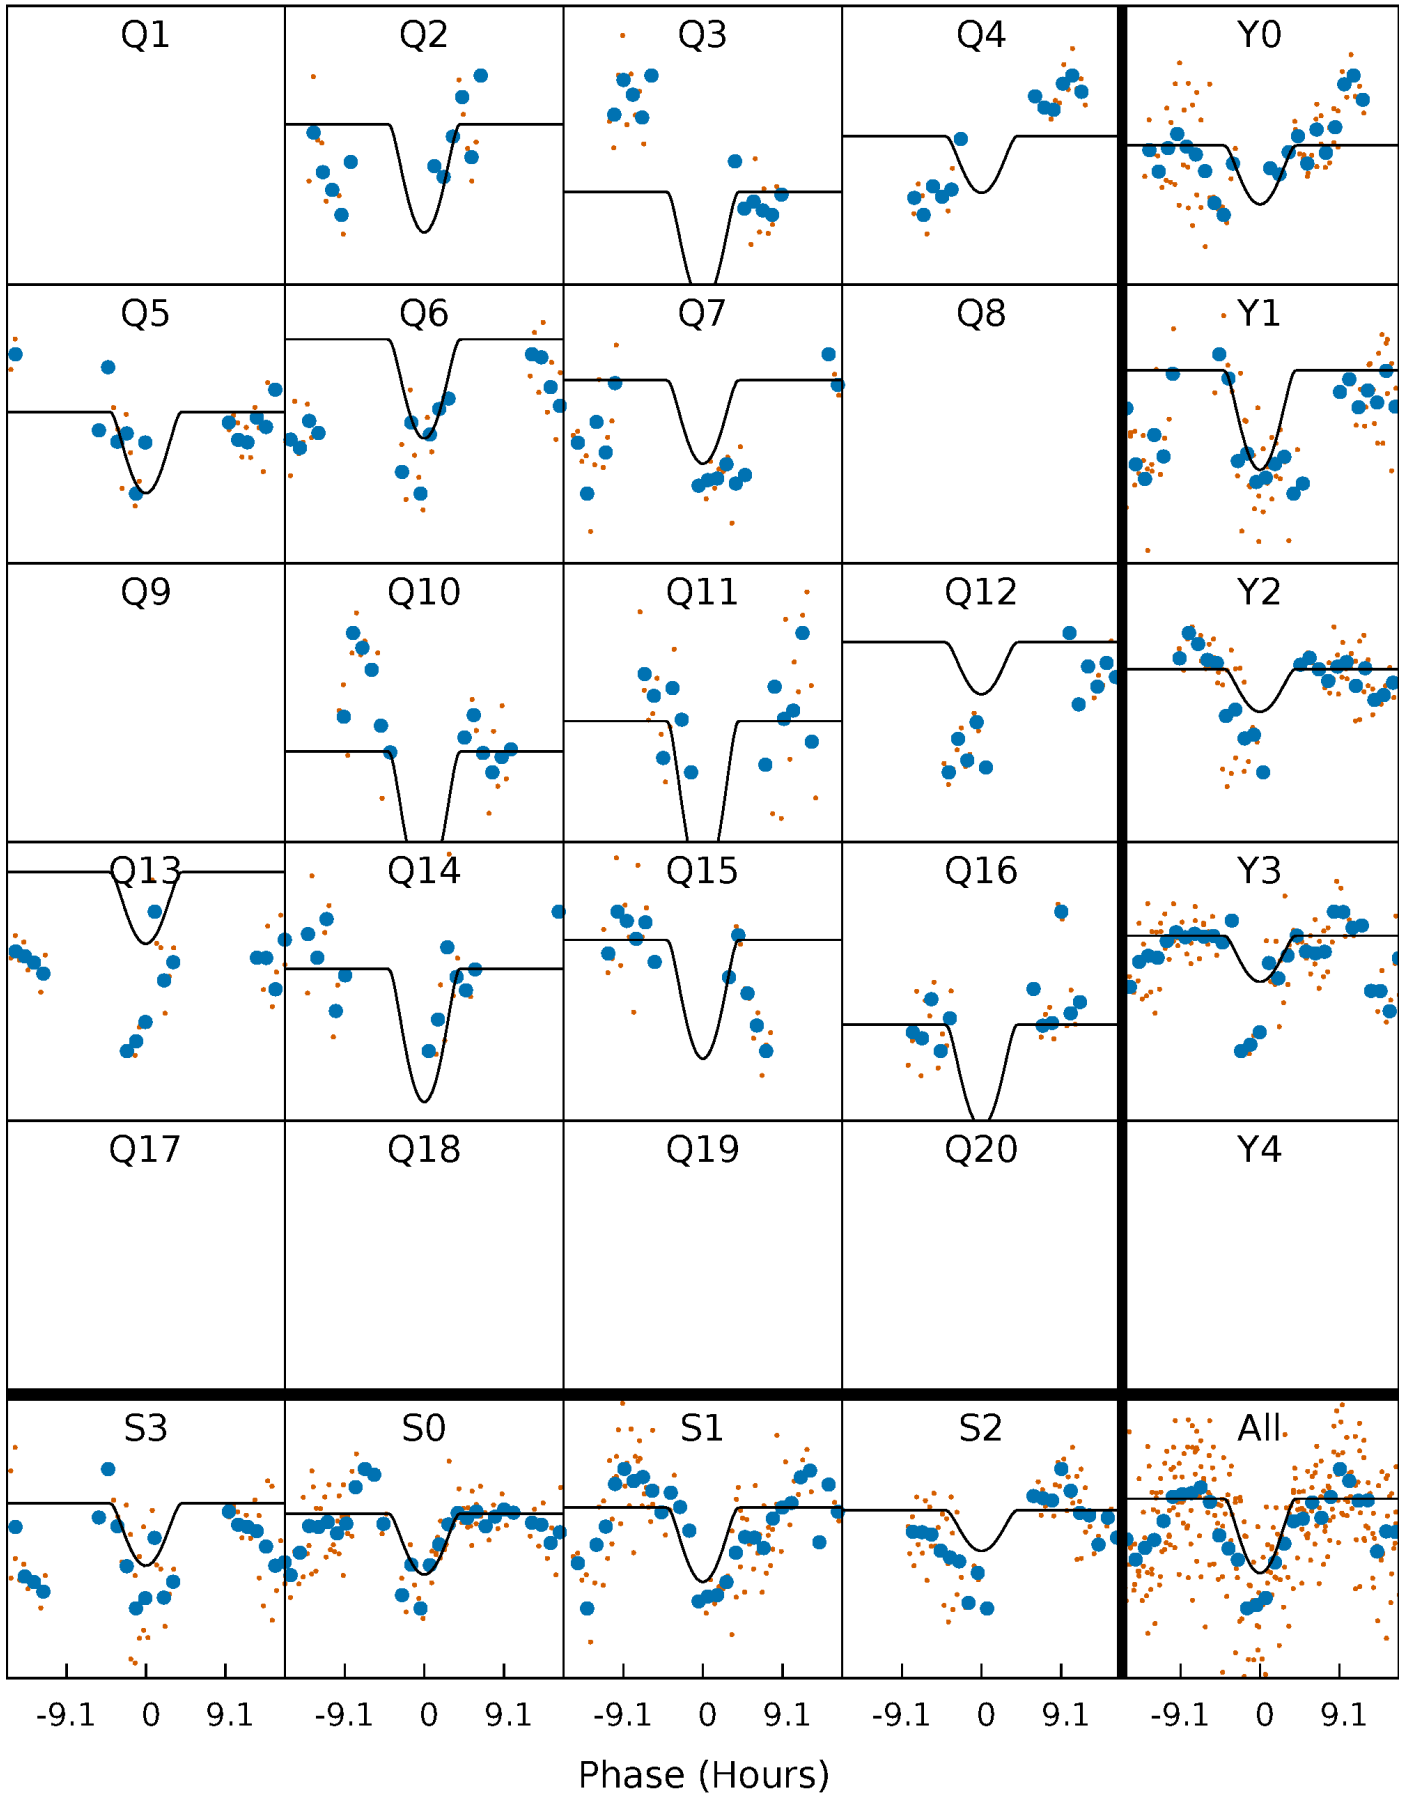 Q1 Q2 Q3 Q4 Y0
Q5 Q6 Q7 Q8 Y1
Q9 Q10 Q11 Q12 Y2
Q13 Q14 Q15 Q16 Y3
Q17 Q18 Q19 Q20 Y4
S3 S0 S1 S2 All
-9.1 0 9.1 -9.1 0 9.1 -9.1 0 9.1 -9.1 0 9.1 -9.1 0 9.1
Phase (Hours)